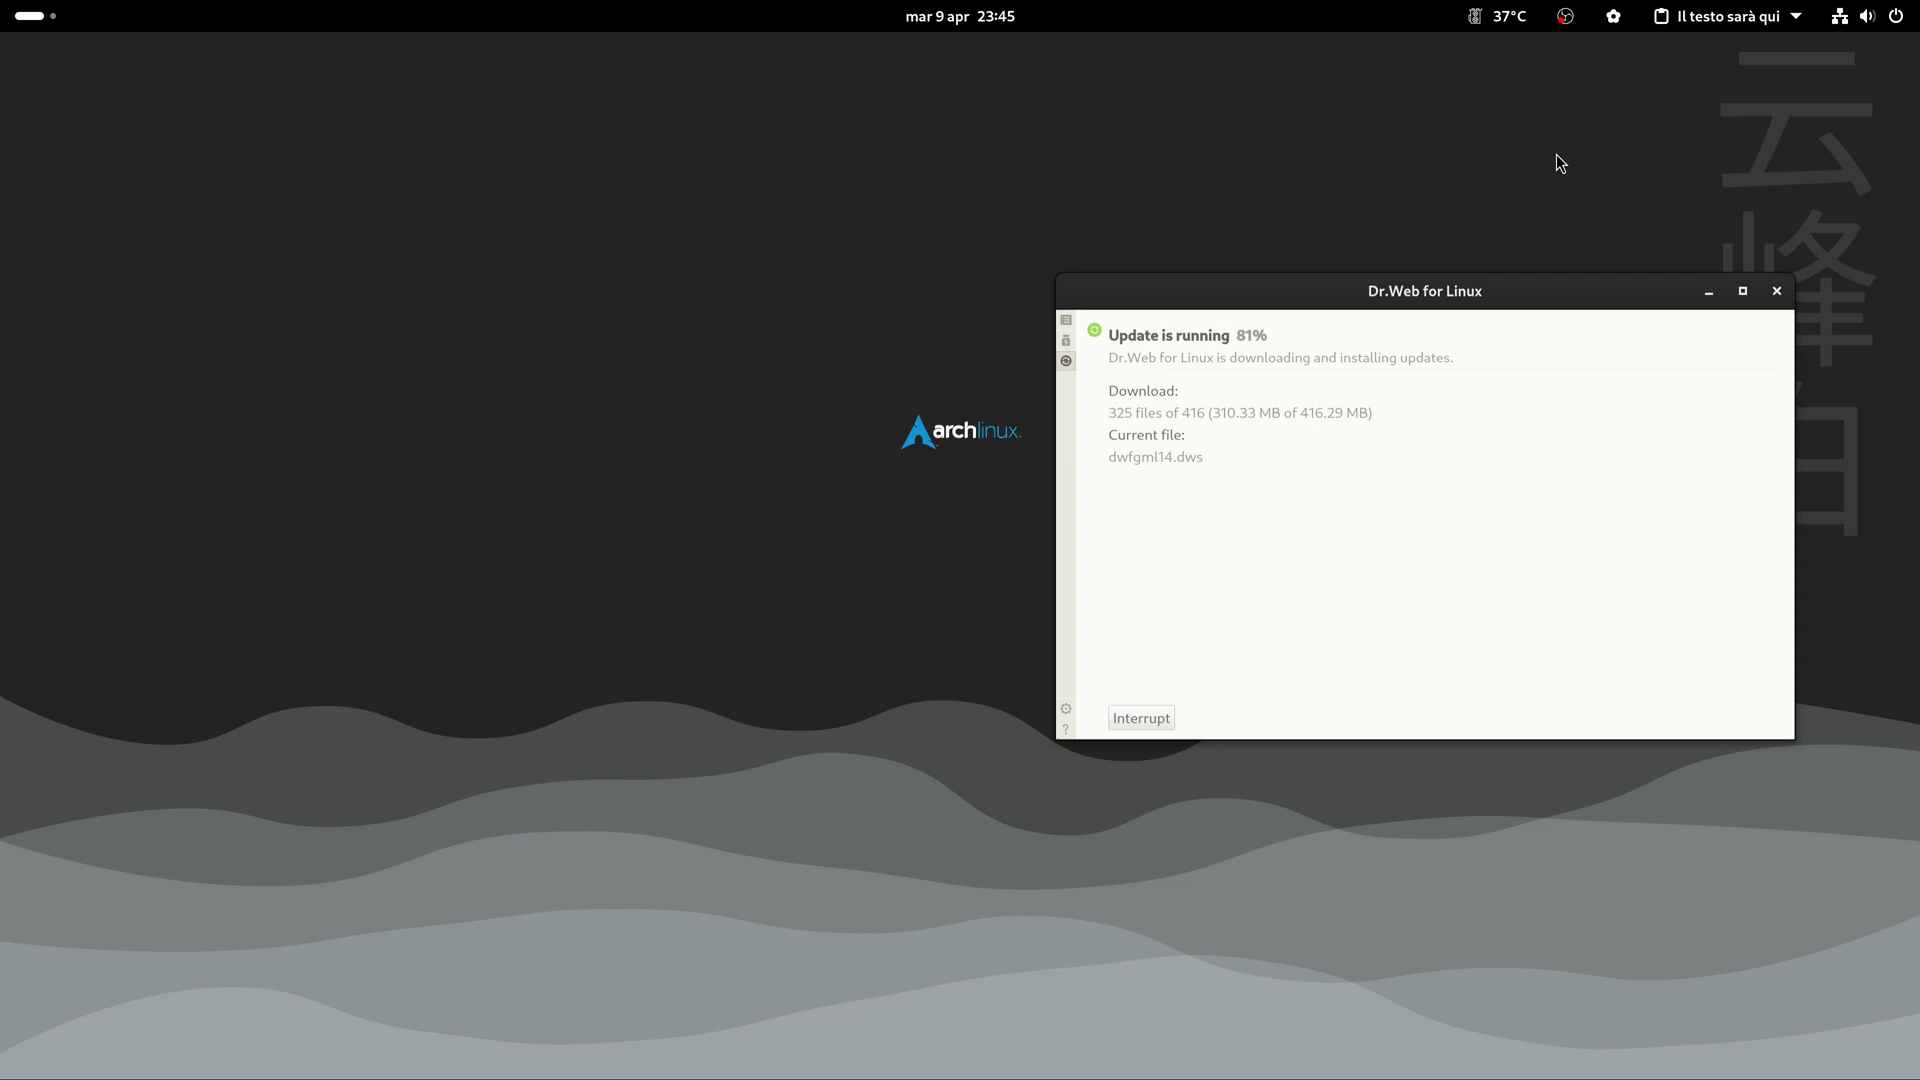 mar 9 apr 23:45
37°C
Il testo sarà qui
云
峰
archlinux.
Dr.Web for Linux
Update is running 81%
Dr.Web for Linux is downloading and installing updates.
Download:
325 files of 416 (310.33 MB of 416.29 MB)
Current file:
dwfgml14.dws
Interrupt
?